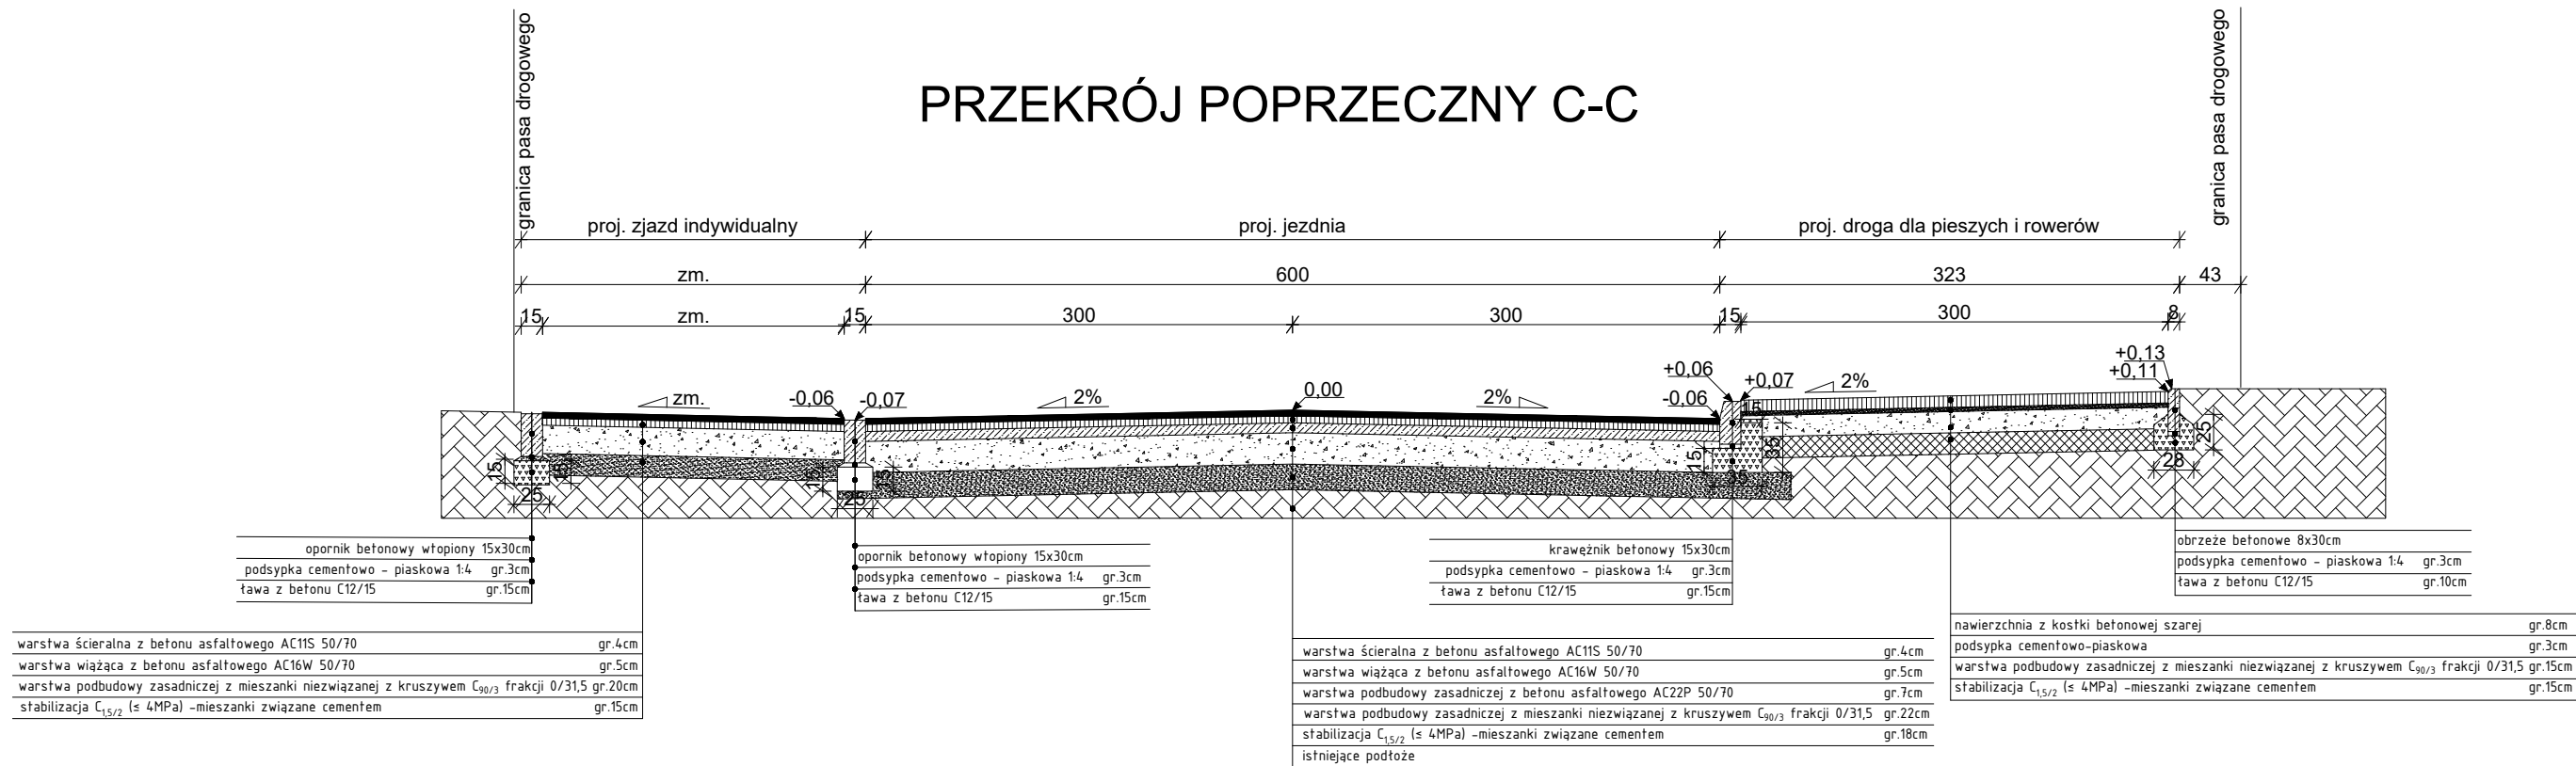 granica pasa drogowego
granica pasa drogowego
PRZEKRÓJ POPRZECZNY C-C
proj. zjazd indywidualny
proj. jezdnia
proj. droga dla pieszych i rowerów
zm.
600
323
43
15
zm.
15
300
300
15
300
8
zm.
-0,06
-0,07
2%
0,00
2%
-0,06
+0,06
+0,07
2%
+0,13
+0,11
15
15
15
25
15
25
25
15
35
35
25
28
opornik betonowy wtopiony 15x30cm
podsypka cementowo - piaskowa 1:4 gr.3cm
ława z betonu C12/15 gr.15cm
opornik betonowy wtopiony 15x30cm
podsypka cementowo - piaskowa 1:4 gr.3cm
ława z betonu C12/15 gr.15cm
krawężnik betonowy 15x30cm
podsypka cementowo - piaskowa 1:4 gr.3cm
ława z betonu C12/15 gr.15cm
obrzeże betonowe 8x30cm
podsypka cementowo - piaskowa 1:4 gr.3cm
ława z betonu C12/15 gr.10cm
warstwa ścieralna z betonu asfaltowego AC11S 50/70 gr.4cm
warstwa wiążąca z betonu asfaltowego AC16W 50/70 gr.5cm
warstwa podbudowy zasadniczej z mieszanki niezwiązanej z kruszywem C90/3 frakcji 0/31,5 gr.20cm
stabilizacja C1,5/2 (≤ 4MPa) -mieszanki związane cementem gr.15cm
warstwa ścieralna z betonu asfaltowego AC11S 50/70 gr.4cm
warstwa wiążąca z betonu asfaltowego AC16W 50/70 gr.5cm
warstwa podbudowy zasadniczej z betonu asfaltowego AC22P 50/70 gr.7cm
warstwa podbudowy zasadniczej z mieszanki niezwiązanej z kruszywem C90/3 frakcji 0/31,5 gr.22cm
stabilizacja C1,5/2 (≤ 4MPa) -mieszanki związane cementem gr.18cm
istniejące podłoże
nawierzchnia z kostki betonowej szarej gr.8cm
podsypka cementowo-piaskowa gr.3cm
warstwa podbudowy zasadniczej z mieszanki niezwiązanej z kruszywem C90/3 frakcji 0/31,5 gr.15cm
stabilizacja C1,5/2 (≤ 4MPa) -mieszanki związane cementem gr.15cm